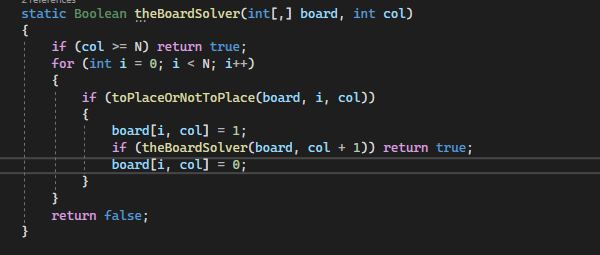 2 references
static Boolean theBoardSolver(int[,] board, int col)
{
    if (col >= N) return true;
    for (int i = 0; i < N; i++)
    {
        if (toPlaceOrNotToPlace(board, i, col))
        {
            board[i, col] = 1;
            if (theBoardSolver(board, col + 1)) return true;
            board[i, col] = 0;
        }
    }
    return false;
}